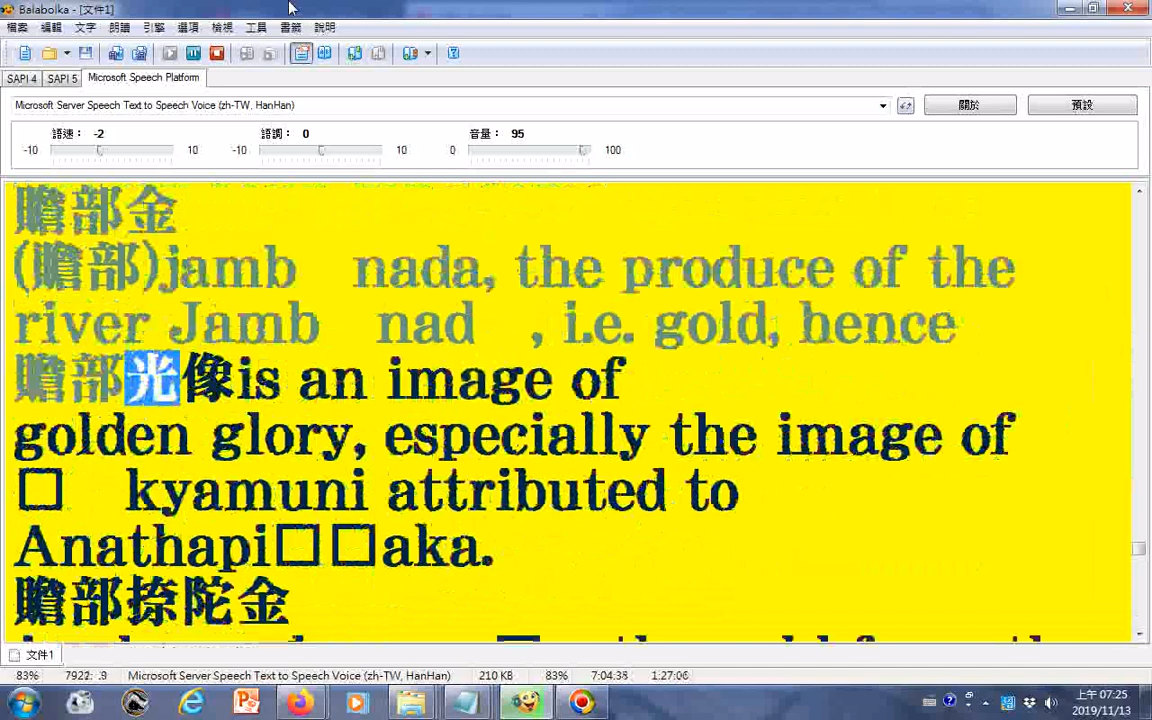 Balabolka - [文件1]
檔案 編輯 文字 朗讀 引擎 選項 檢視 工具 書籤 說明
SAPI 4 SAPI 5 Microsoft Speech Platform
Microsoft Server Speech Text to Speech Voice (zh-TW, HanHan)
關於 預設
語速： -2 語調： 0 音量： 95
-10 10 -10 10 0 100
贍部金
(贍部)jamb nada, the produce of the
river Jamb nad , i.e. gold, hence
贍部光像is an image of
golden glory, especially the image of
□ kyamuni attributed to
Anathapi□□aka.
贍部捺陀金
文件1
83% 7922: .9 Microsoft Server Speech Text to Speech Voice (zh-TW, HanHan) 210 KB 83% 7:04:38 1:27:06
上午 07:25
2019/11/13